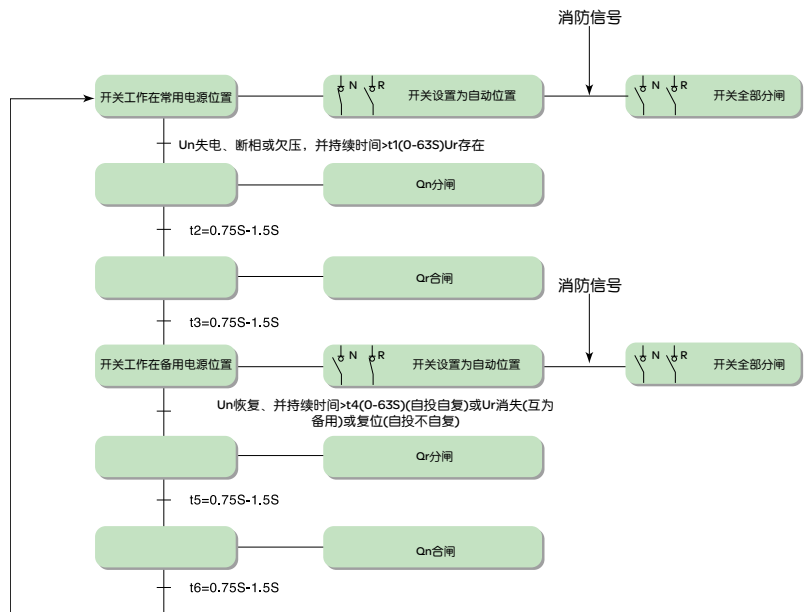 消防信号
开关工作在常用电源位置
N R
开关设置为自动位置
N R
开关全部分闸
Un失电、断相或欠压，并持续时间>t1(0-63S)Ur存在
Qn分闸
t2=0.75S-1.5S
Qr合闸
消防信号
t3=0.75S-1.5S
开关工作在备用电源位置
N R
开关设置为自动位置
N R
开关全部分闸
Un恢复、并持续时间>t4(0-63S)(自投自复)或Ur消失(互为
备用)或复位(自投不自复)
Qr分闸
t5=0.75S-1.5S
Qn合闸
t6=0.75S-1.5S